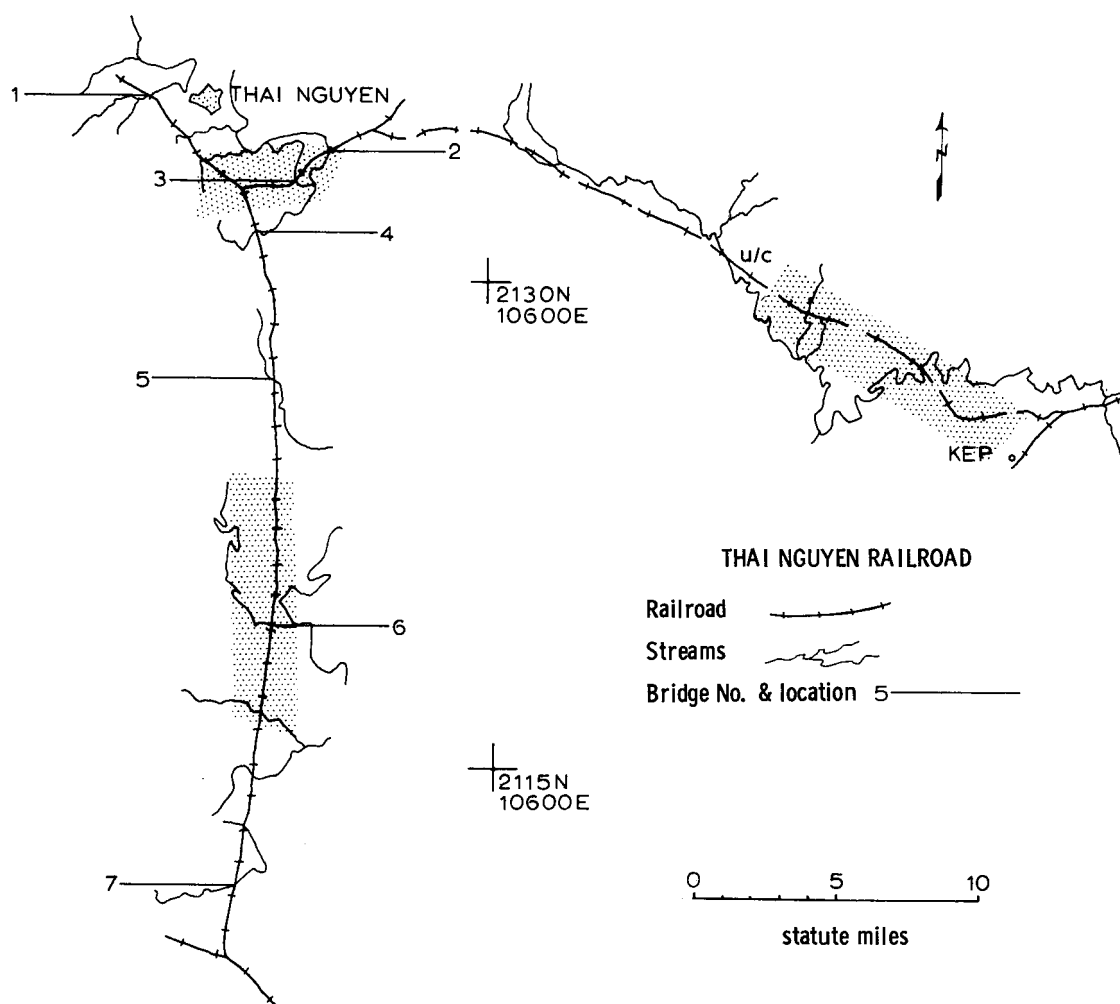 1
THAI NGUYEN
2
3
4
N
u/c
2130N
10600E
5
KEP
THAI NGUYEN RAILROAD
Railroad
Streams
6
Bridge No. & location 5
2115N
10600E
7
0 5 10
statute miles